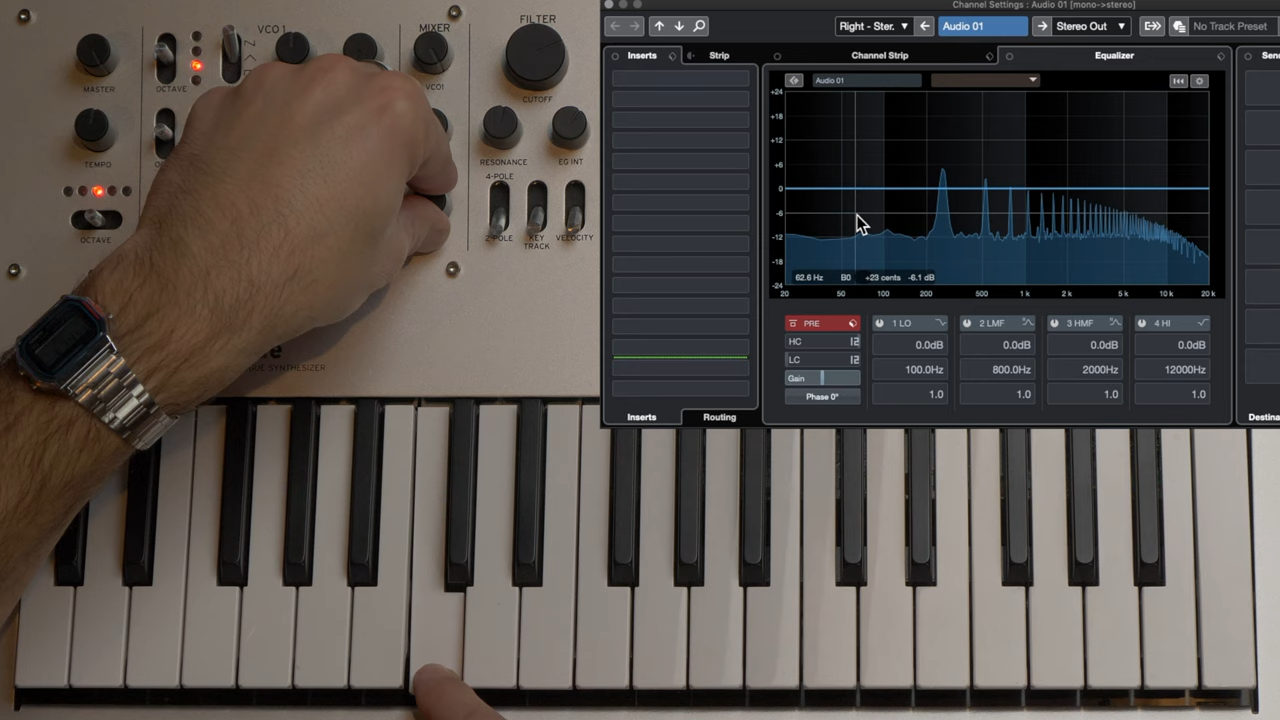 Channel Settings : Audio 01 [mono->stereo]
Right - Ster.
Audio 01
Stereo Out
No Track Preset
Inserts
Strip
Channel Strip
Equalizer
Audio 01
+24
+18
+12
+6
0
-6
-12
-18
-24
62.6 Hz B0 +23 cents -6.1 dB
20 50 100 200 500 1 k 2 k 5 k 10 k 20 k
PRE
1 LO
2 LMF
3 HMF
4 HI
HC
0.0dB
0.0dB
0.0dB
0.0dB
LC
100.0Hz
800.0Hz
2000Hz
12000Hz
Gain
Phase 0°
1.0
1.0
1.0
1.0
Inserts
Routing
MASTER
TEMPO
OCTAVE
OCTAVE
VCO 1
MIXER
VCO1
FILTER
CUTOFF
RESONANCE
EG INT
4-POLE
2-POLE
KEY
TRACK
VELOCITY
SYNTHESIZER